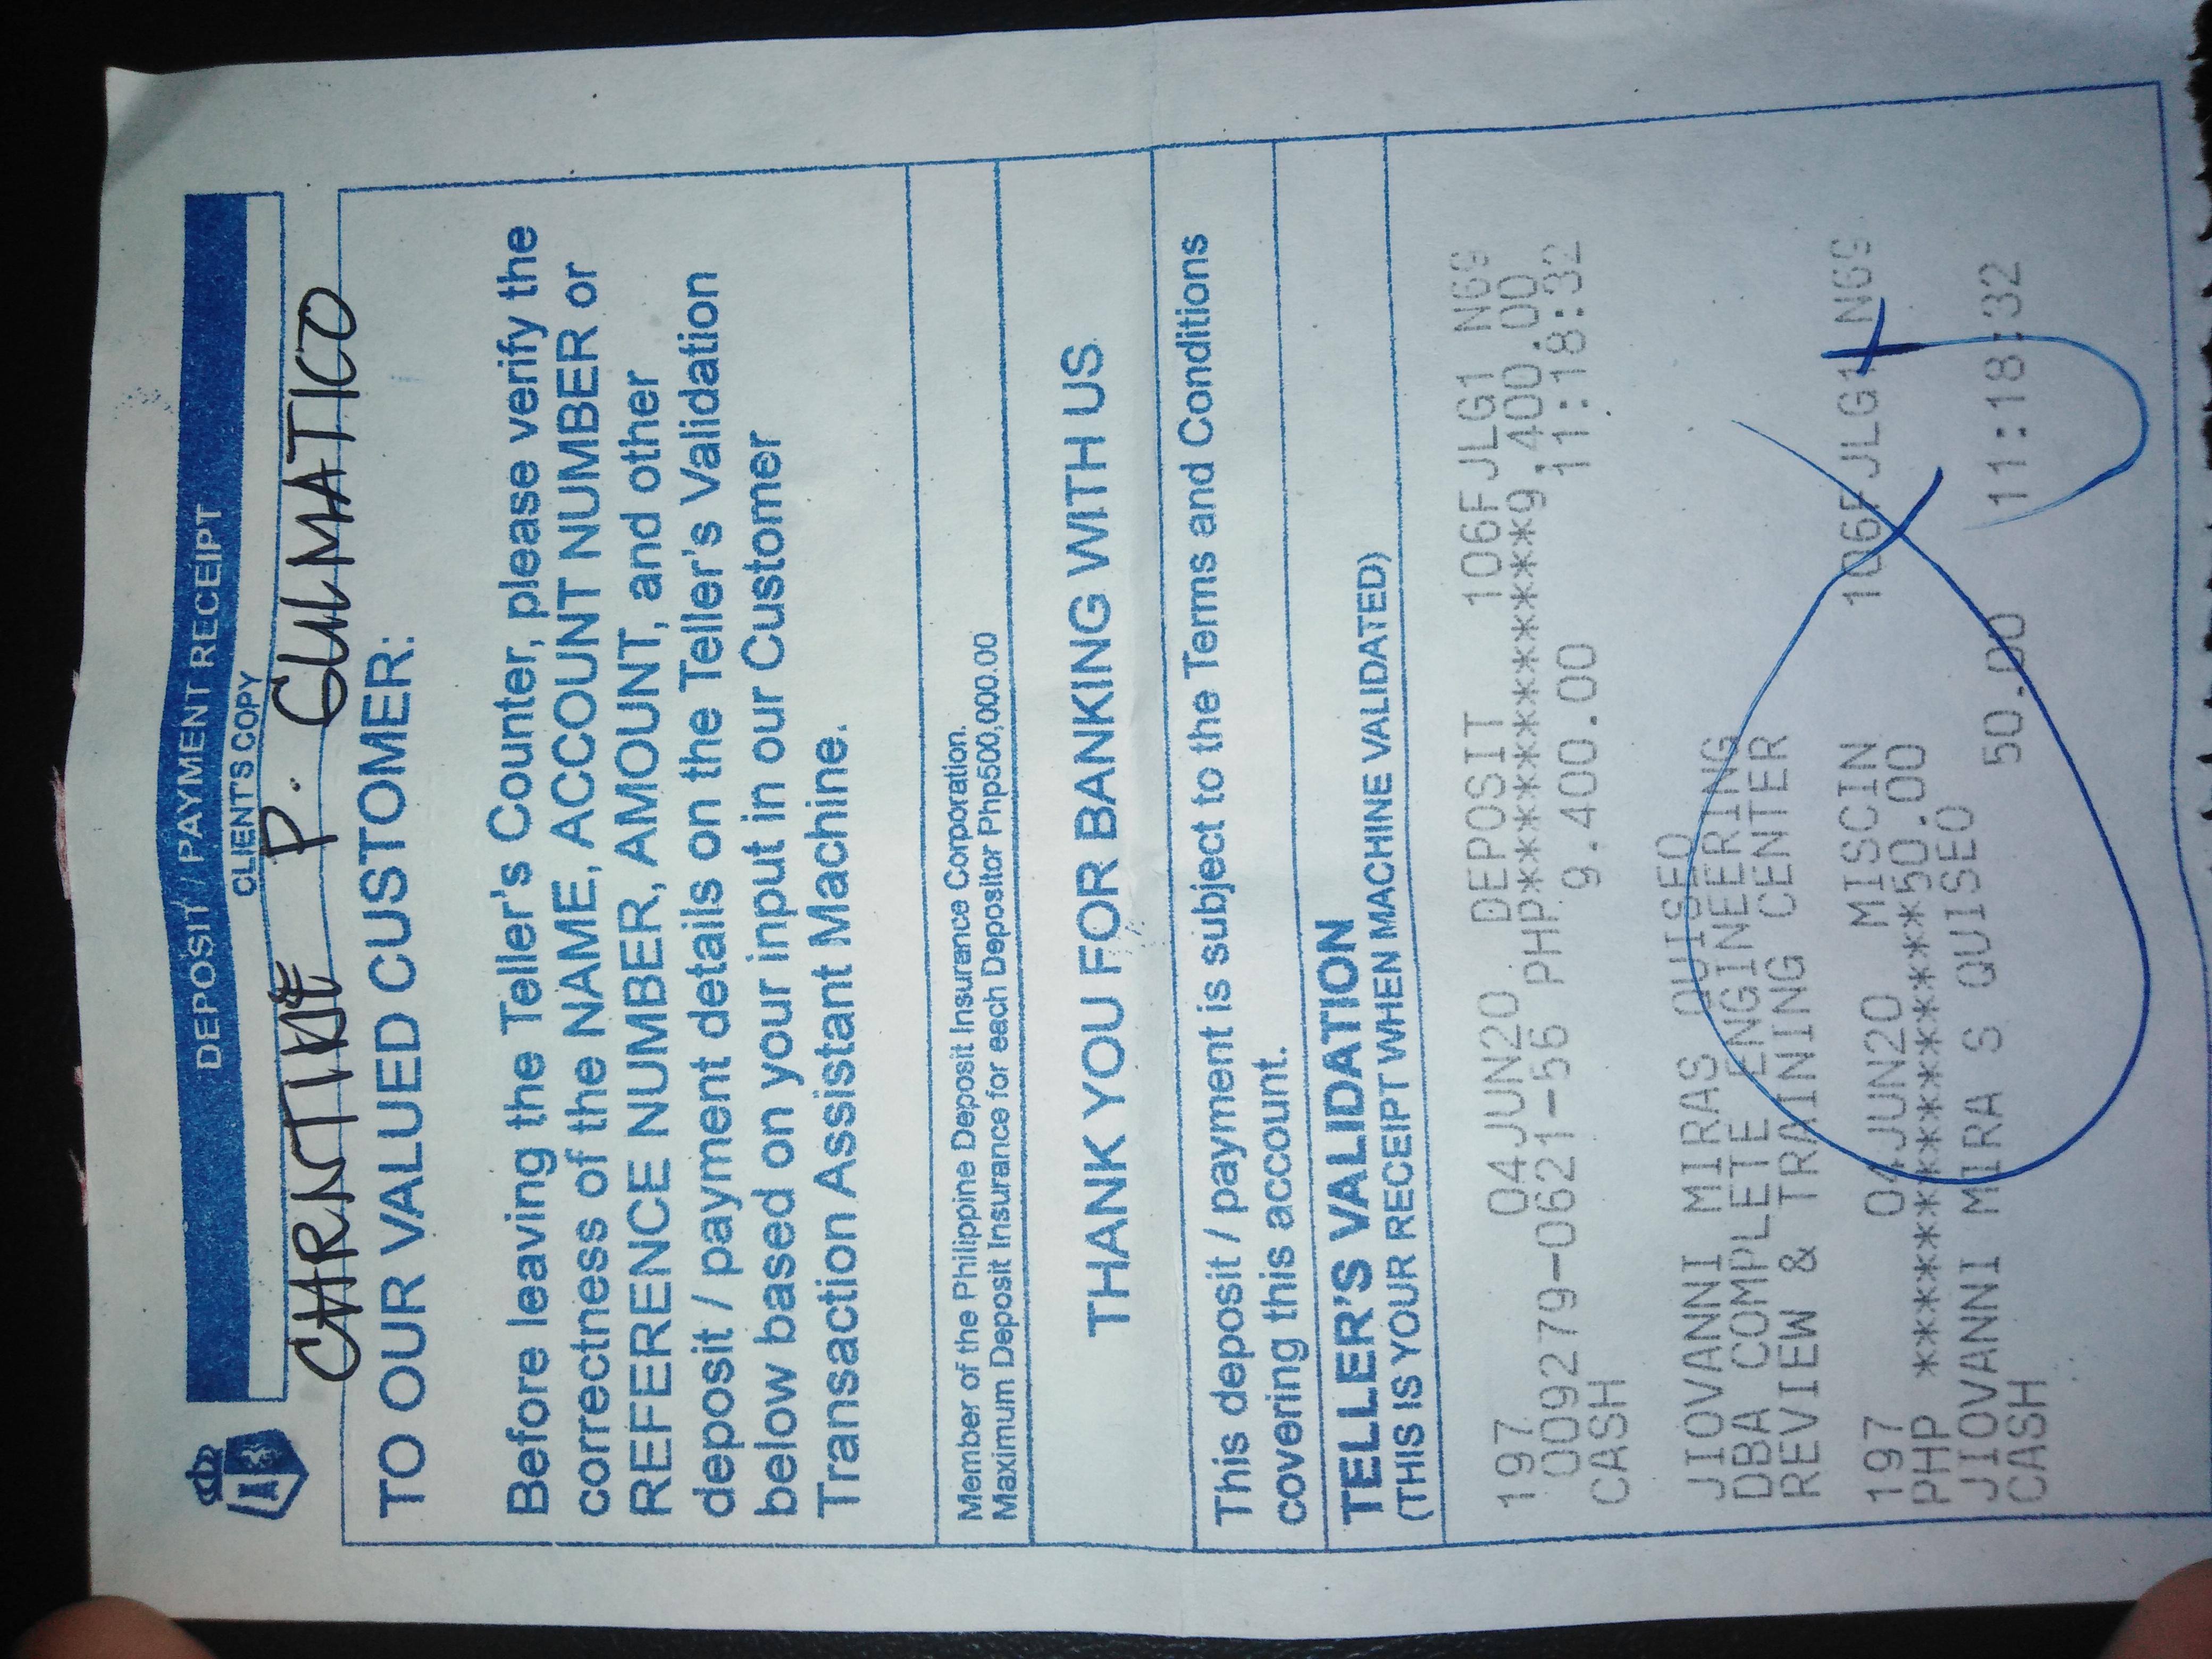 DEPOSIT / PAYMENT RECEIPT
CLIENT'S COPY
P. GULMATICO
TO OUR VALUED CUSTOMER:
Before leaving the Teller's Counter, please verify the
correctness of the NAME, ACCOUNT NUMBER or
REFERENCE NUMBER, AMOUNT, and other
deposit / payment details on the Teller's Validation
below based on your input in our Customer
Transaction Assistant Machine.
Member of the Philippine Deposit Insurance Corporation.
Maximum Deposit Insurance for each Depositor Php500,000.00
THANK YOU FOR BANKING WITH US
This deposit / payment is subject to the Terms and Conditions
covering this account.
TELLER'S VALIDATION
(THIS IS YOUR RECEIPT WHEN MACHINE VALIDATED)
197 04JUN20 DEPOSIT 106FJLG1 N69
009279-0621-56 PHP**************9,400.00
CASH 9,400.00 11:18:32
JIOVANNI MIRAS QUISEO
DBA COMPLETE ENGINEERING
REVIEW & TRAINING CENTER
197 04JUN20 MISCIN 106FJLG1 N69
PHP **************50.00
JIOVANNI MIRA S QUISEO
CASH 50.00 11:18:32